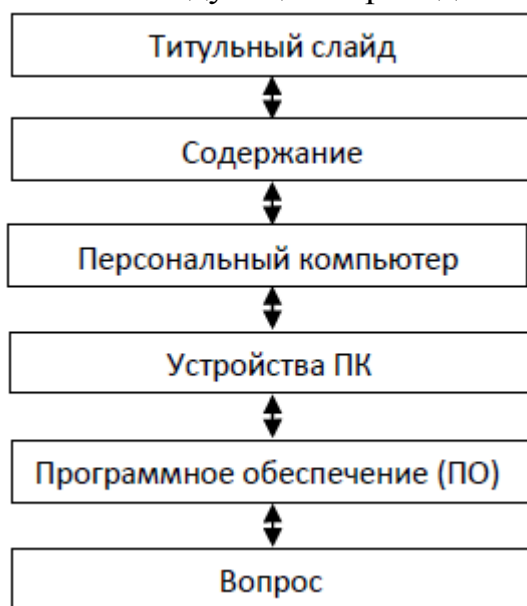 Титульный слайд
Содержание
Персональный компьютер
Устройства ПК
Программное обеспечение (ПО)
Вопрос